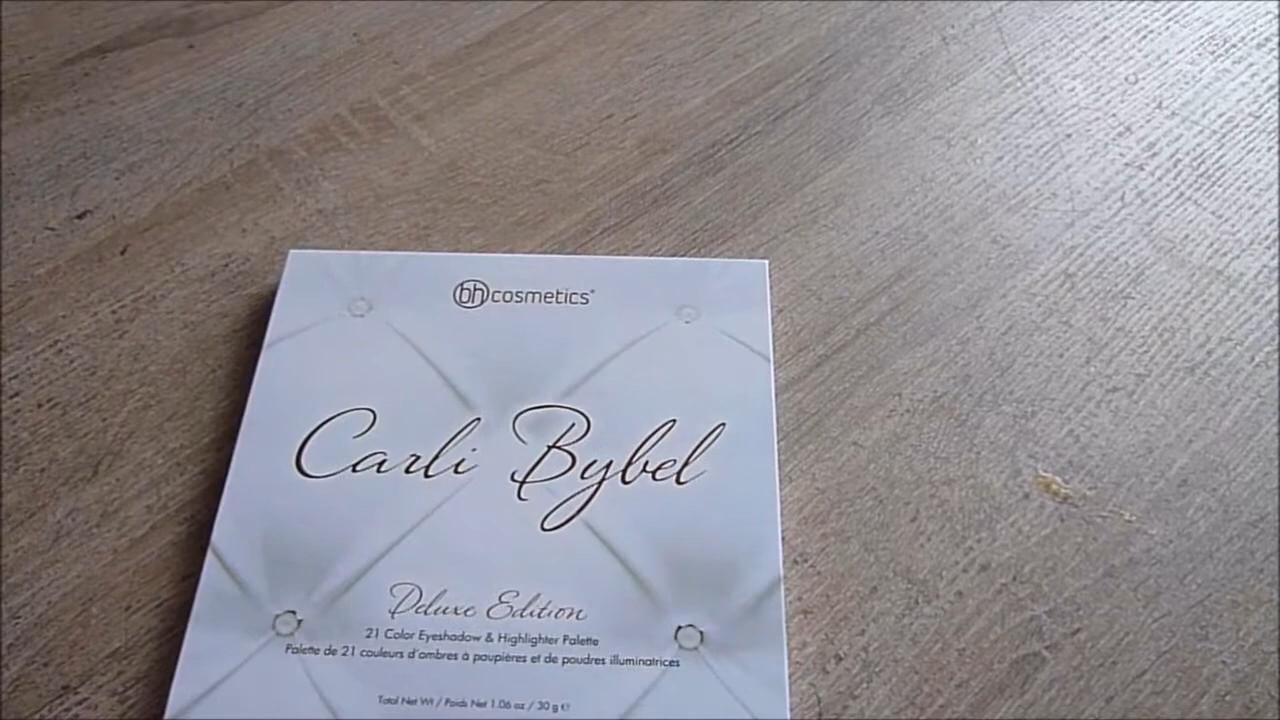 bh cosmetics®
Carli Bybel
Deluxe Edition
21 Color Eyeshadow & Highlighter Palette
Palette de 21 couleurs d'ombres à paupières et de poudres illuminatrices
Total Net Wt / Poids Net 1.06 oz / 30 g ℮